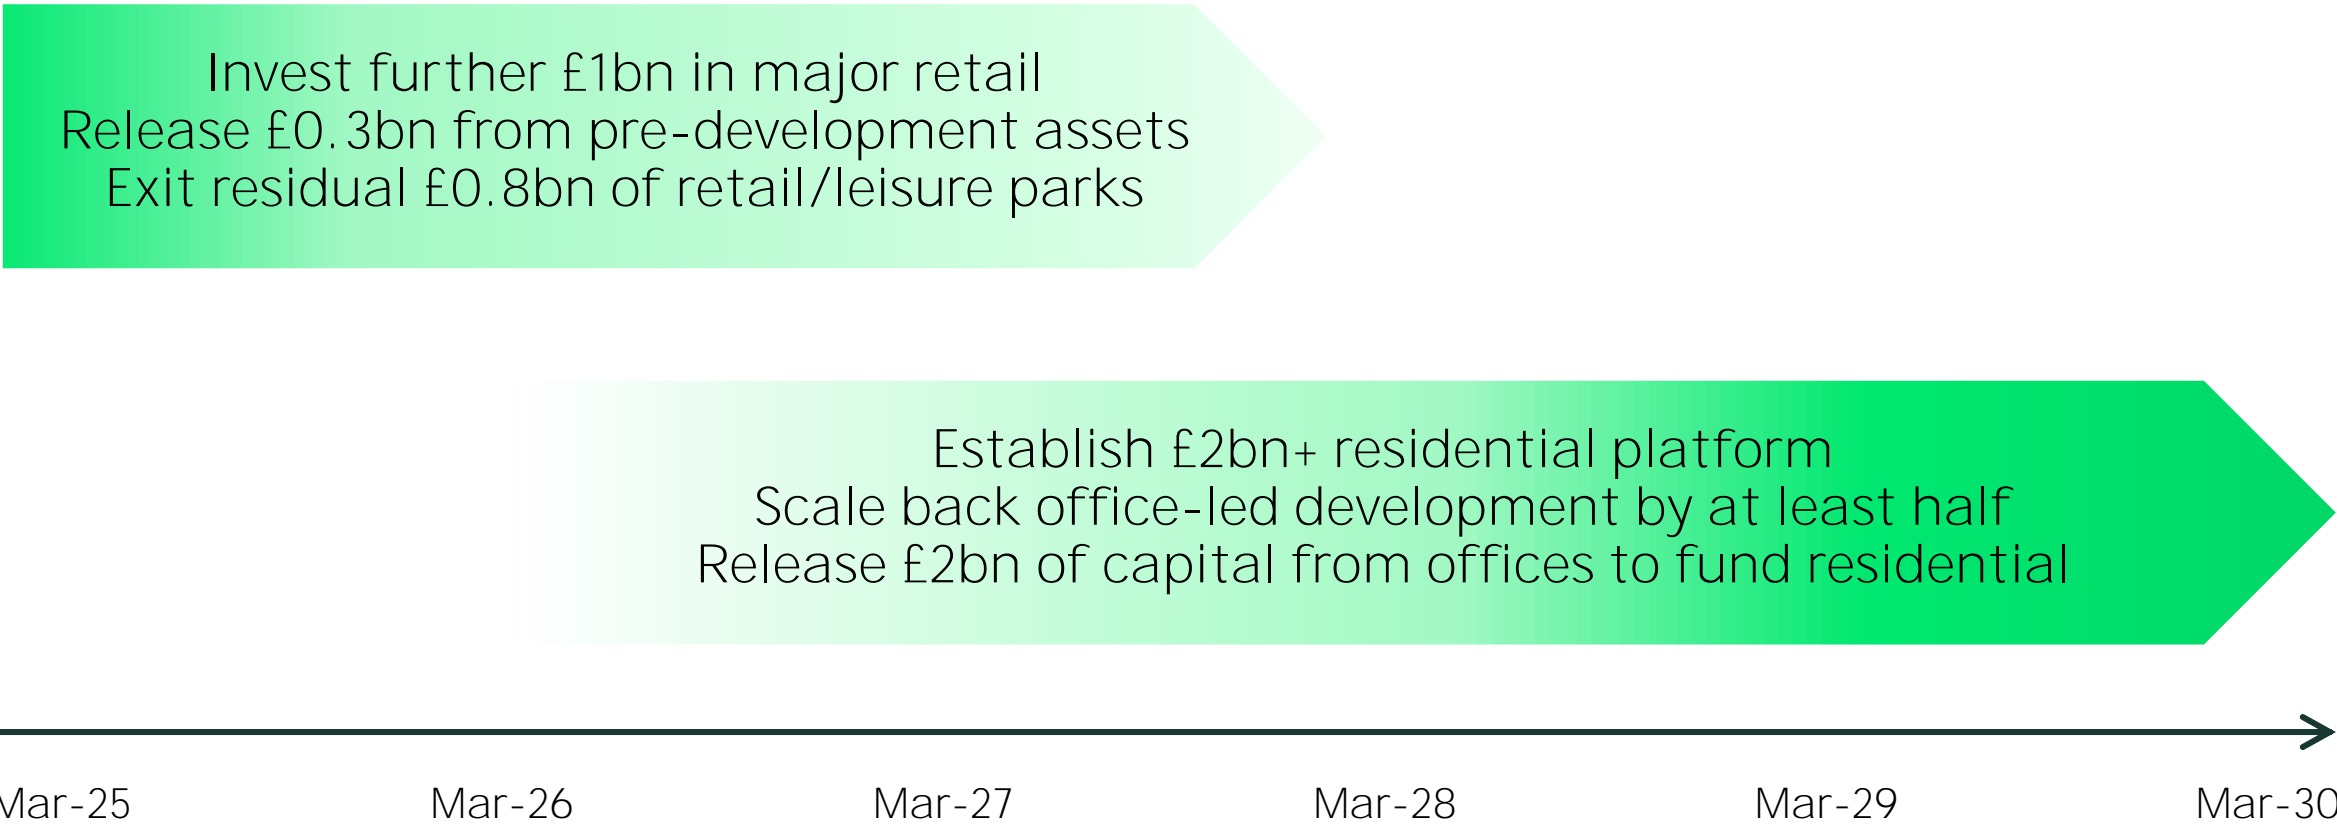 Invest further £1bn in major retail
Release £0.3bn from pre-development assets
Exit residual £0.8bn of retail/leisure parks
Establish £2bn+ residential platform
Scale back office-led development by at least half
Release £2bn of capital from offices to fund residential
Mar-25 Mar-26 Mar-27 Mar-28 Mar-29 Mar-30